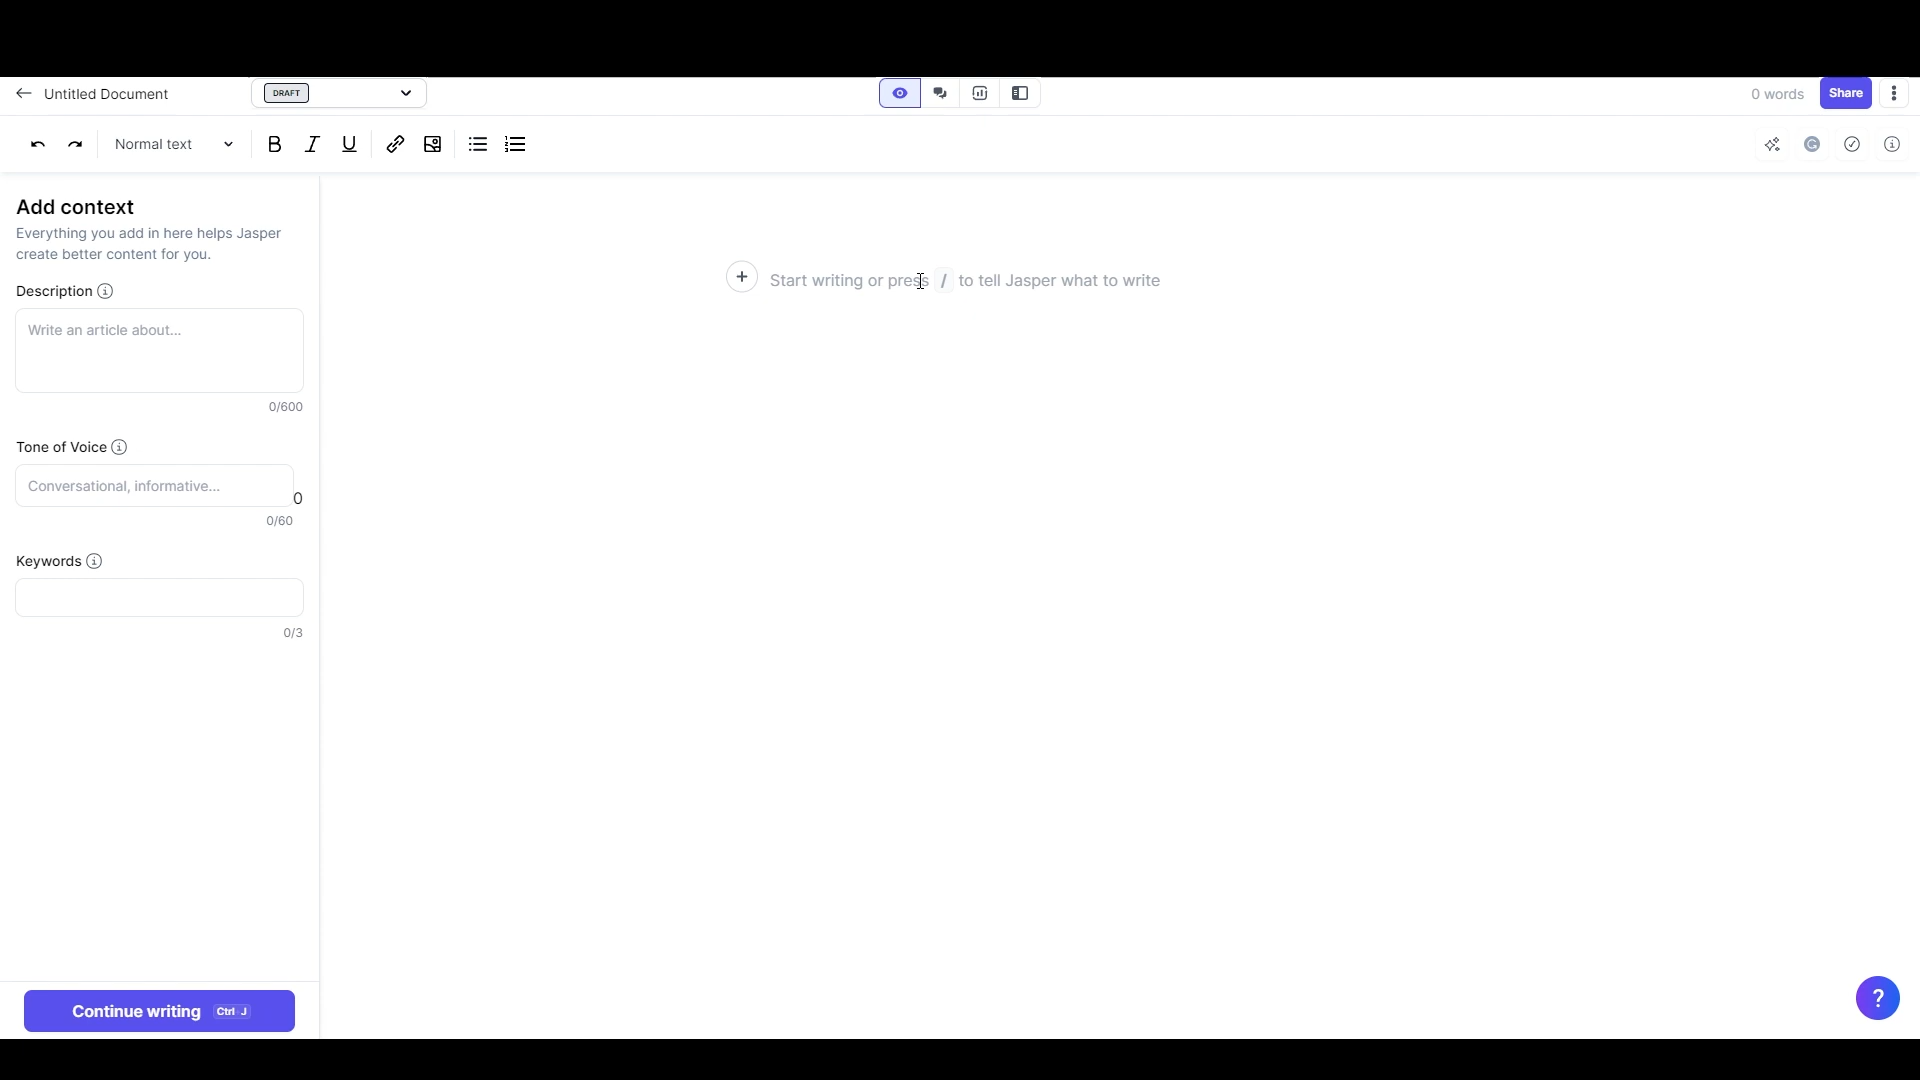 Untitled Document
DRAFT
0 words
Share
Normal text
B I U
Add context
Everything you add in here helps Jasper
create better content for you.
Description
Write an article about...
0/600
Tone of Voice
Conversational, informative...
0
0/60
Keywords
0/3
Continue writing Ctrl J
Start writing or press / to tell Jasper what to write
?